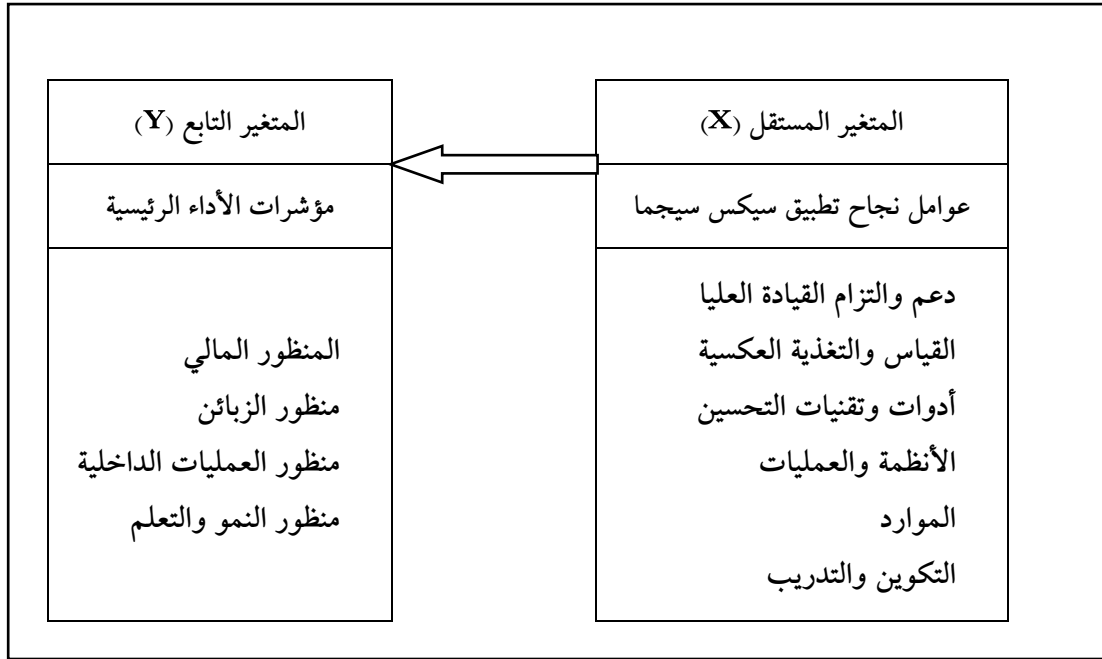 المتغير المستقل (X)
عوامل نجاح تطبيق سيكس سيجما
دعم والتزام القيادة العليا
القياس والتغذية العكسية
أدوات وتقنيات التحسين
الأنظمة والعمليات
الموارد
التكوين والتدريب
المتغير التابع (Y)
مؤشرات الأداء الرئيسية
المنظور المالي
منظور الزبائن
منظور العمليات الداخلية
منظور النمو والتعلم